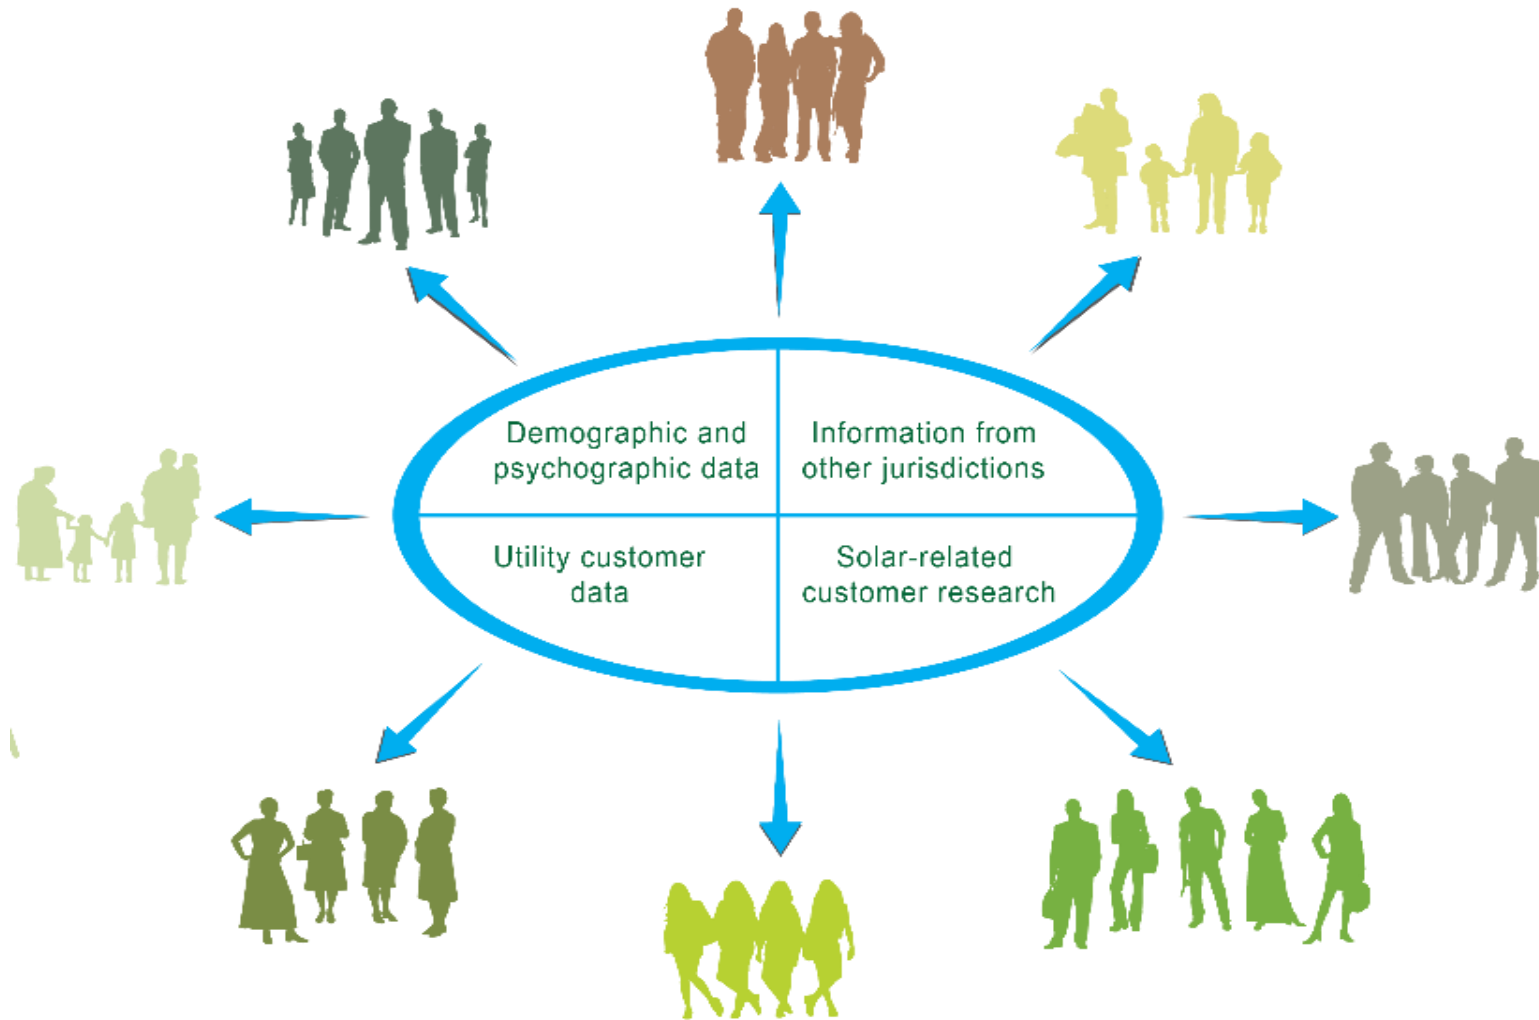 Demographic and
psychographic data
Information from
other jurisdictions
Utility customer
data
Solar-related
customer research